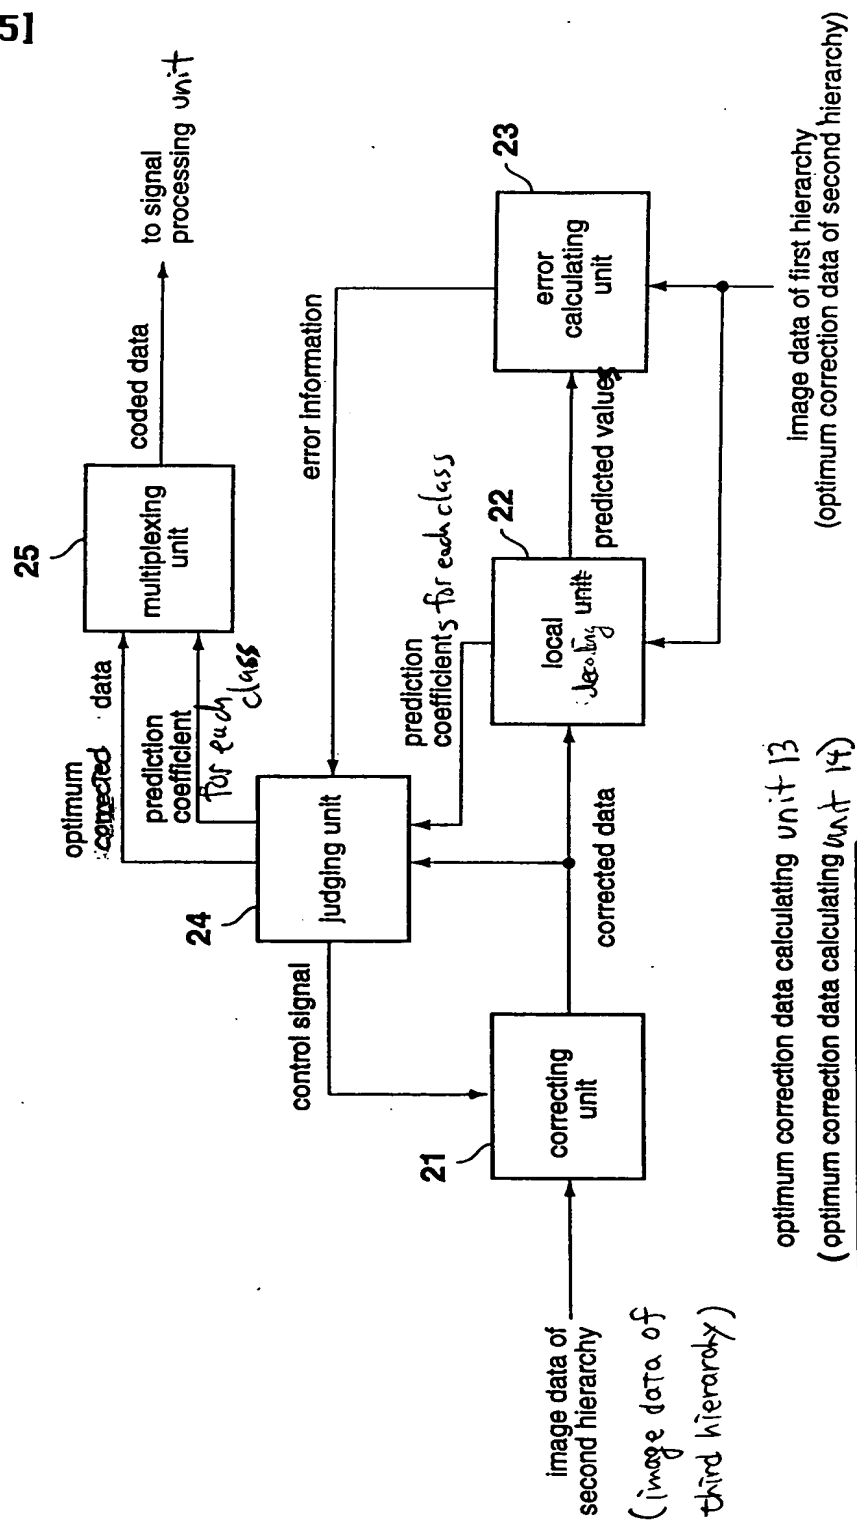 5]
25
multiplexing
unit
coded data
to signal
processing unit
optimum
corrected data
prediction
coefficient
for each
class
24
judging unit
error information
control signal
prediction
coefficients for each class
23
error
calculating
unit
22
local
decoding unit
predicted values
21
correcting
unit
corrected data
image data of
second hierarchy
(image data of
third hierarchy)
image data of first hierarchy
(optimum correction data of second hierarchy)
optimum correction data calculating unit 13
(optimum correction data calculating unit 14)